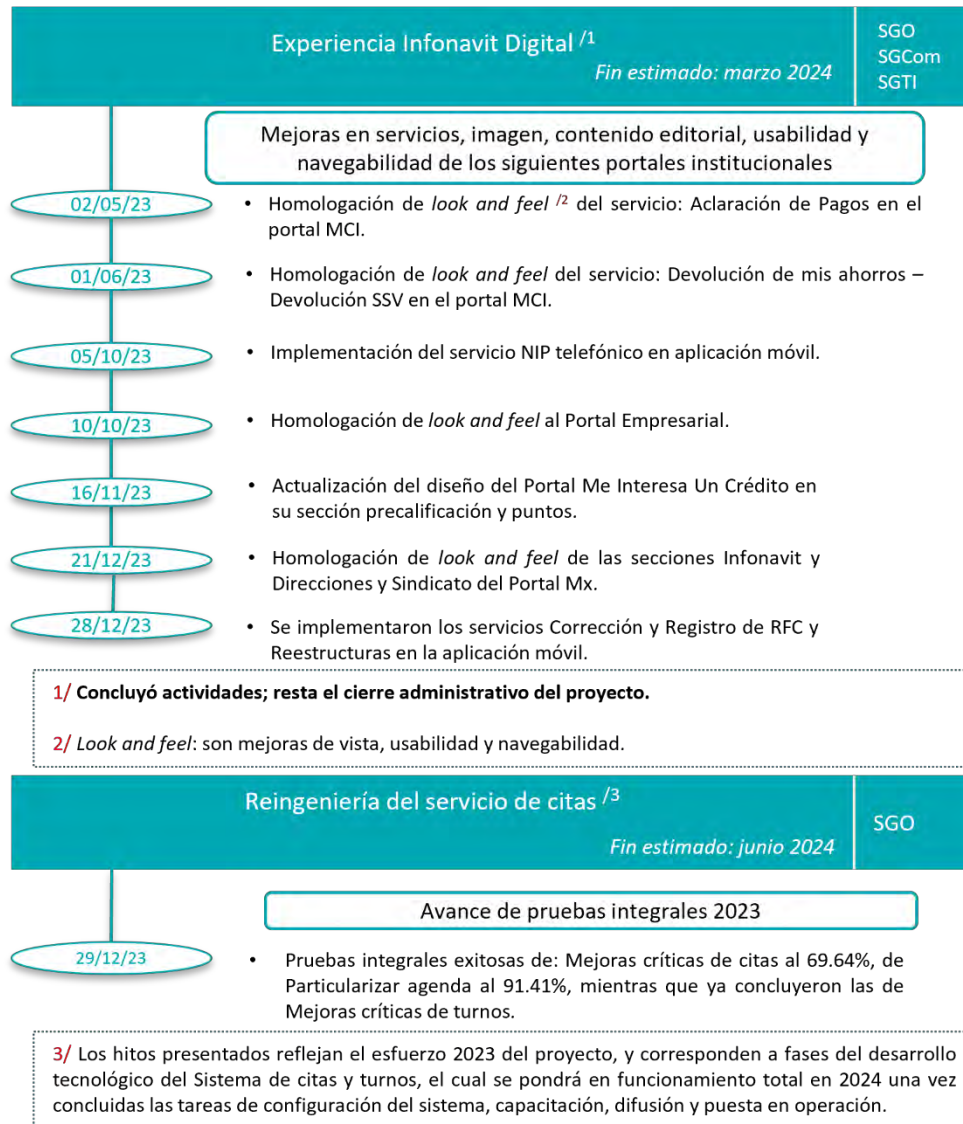 Experiencia Infonavit Digital /1
Fin estimado: marzo 2024
SGO
SGCom
SGTI
Mejoras en servicios, imagen, contenido editorial, usabilidad y
navegabilidad de los siguientes portales institucionales
02/05/23
• Homologación de look and feel /2 del servicio: Aclaración de Pagos en el
portal MCI.
01/06/23
• Homologación de look and feel del servicio: Devolución de mis ahorros –
Devolución SSV en el portal MCI.
05/10/23
• Implementación del servicio NIP telefónico en aplicación móvil.
10/10/23
• Homologación de look and feel al Portal Empresarial.
16/11/23
• Actualización del diseño del Portal Me Interesa Un Crédito en
su sección precalificación y puntos.
21/12/23
• Homologación de look and feel de las secciones Infonavit y
Direcciones y Sindicato del Portal Mx.
28/12/23
• Se implementaron los servicios Corrección y Registro de RFC y
Reestructuras en la aplicación móvil.
1/ Concluyó actividades; resta el cierre administrativo del proyecto.
2/ Look and feel: son mejoras de vista, usabilidad y navegabilidad.
Reingeniería del servicio de citas /3
Fin estimado: junio 2024
SGO
Avance de pruebas integrales 2023
29/12/23
• Pruebas integrales exitosas de: Mejoras críticas de citas al 69.64%, de
Particularizar agenda al 91.41%, mientras que ya concluyeron las de
Mejoras críticas de turnos.
3/ Los hitos presentados reflejan el esfuerzo 2023 del proyecto, y corresponden a fases del desarrollo
tecnológico del Sistema de citas y turnos, el cual se pondrá en funcionamiento total en 2024 una vez
concluidas las tareas de configuración del sistema, capacitación, difusión y puesta en operación.